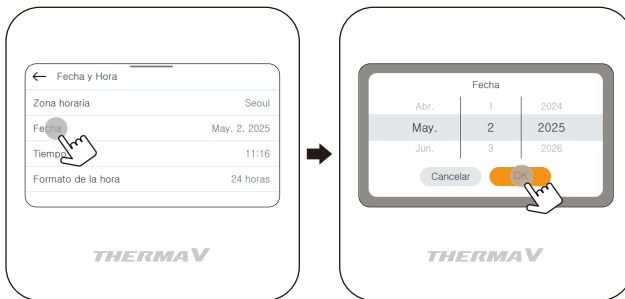 Fecha y Hora
Zona horaria Seoul
Fecha May. 2, 2025
Tiempo 11:16
Formato de la hora 24 horas
THERMA V
Fecha
Abr. 1 2024
May. 2 2025
Jun. 3 2026
Cancelar OK
THERMA V